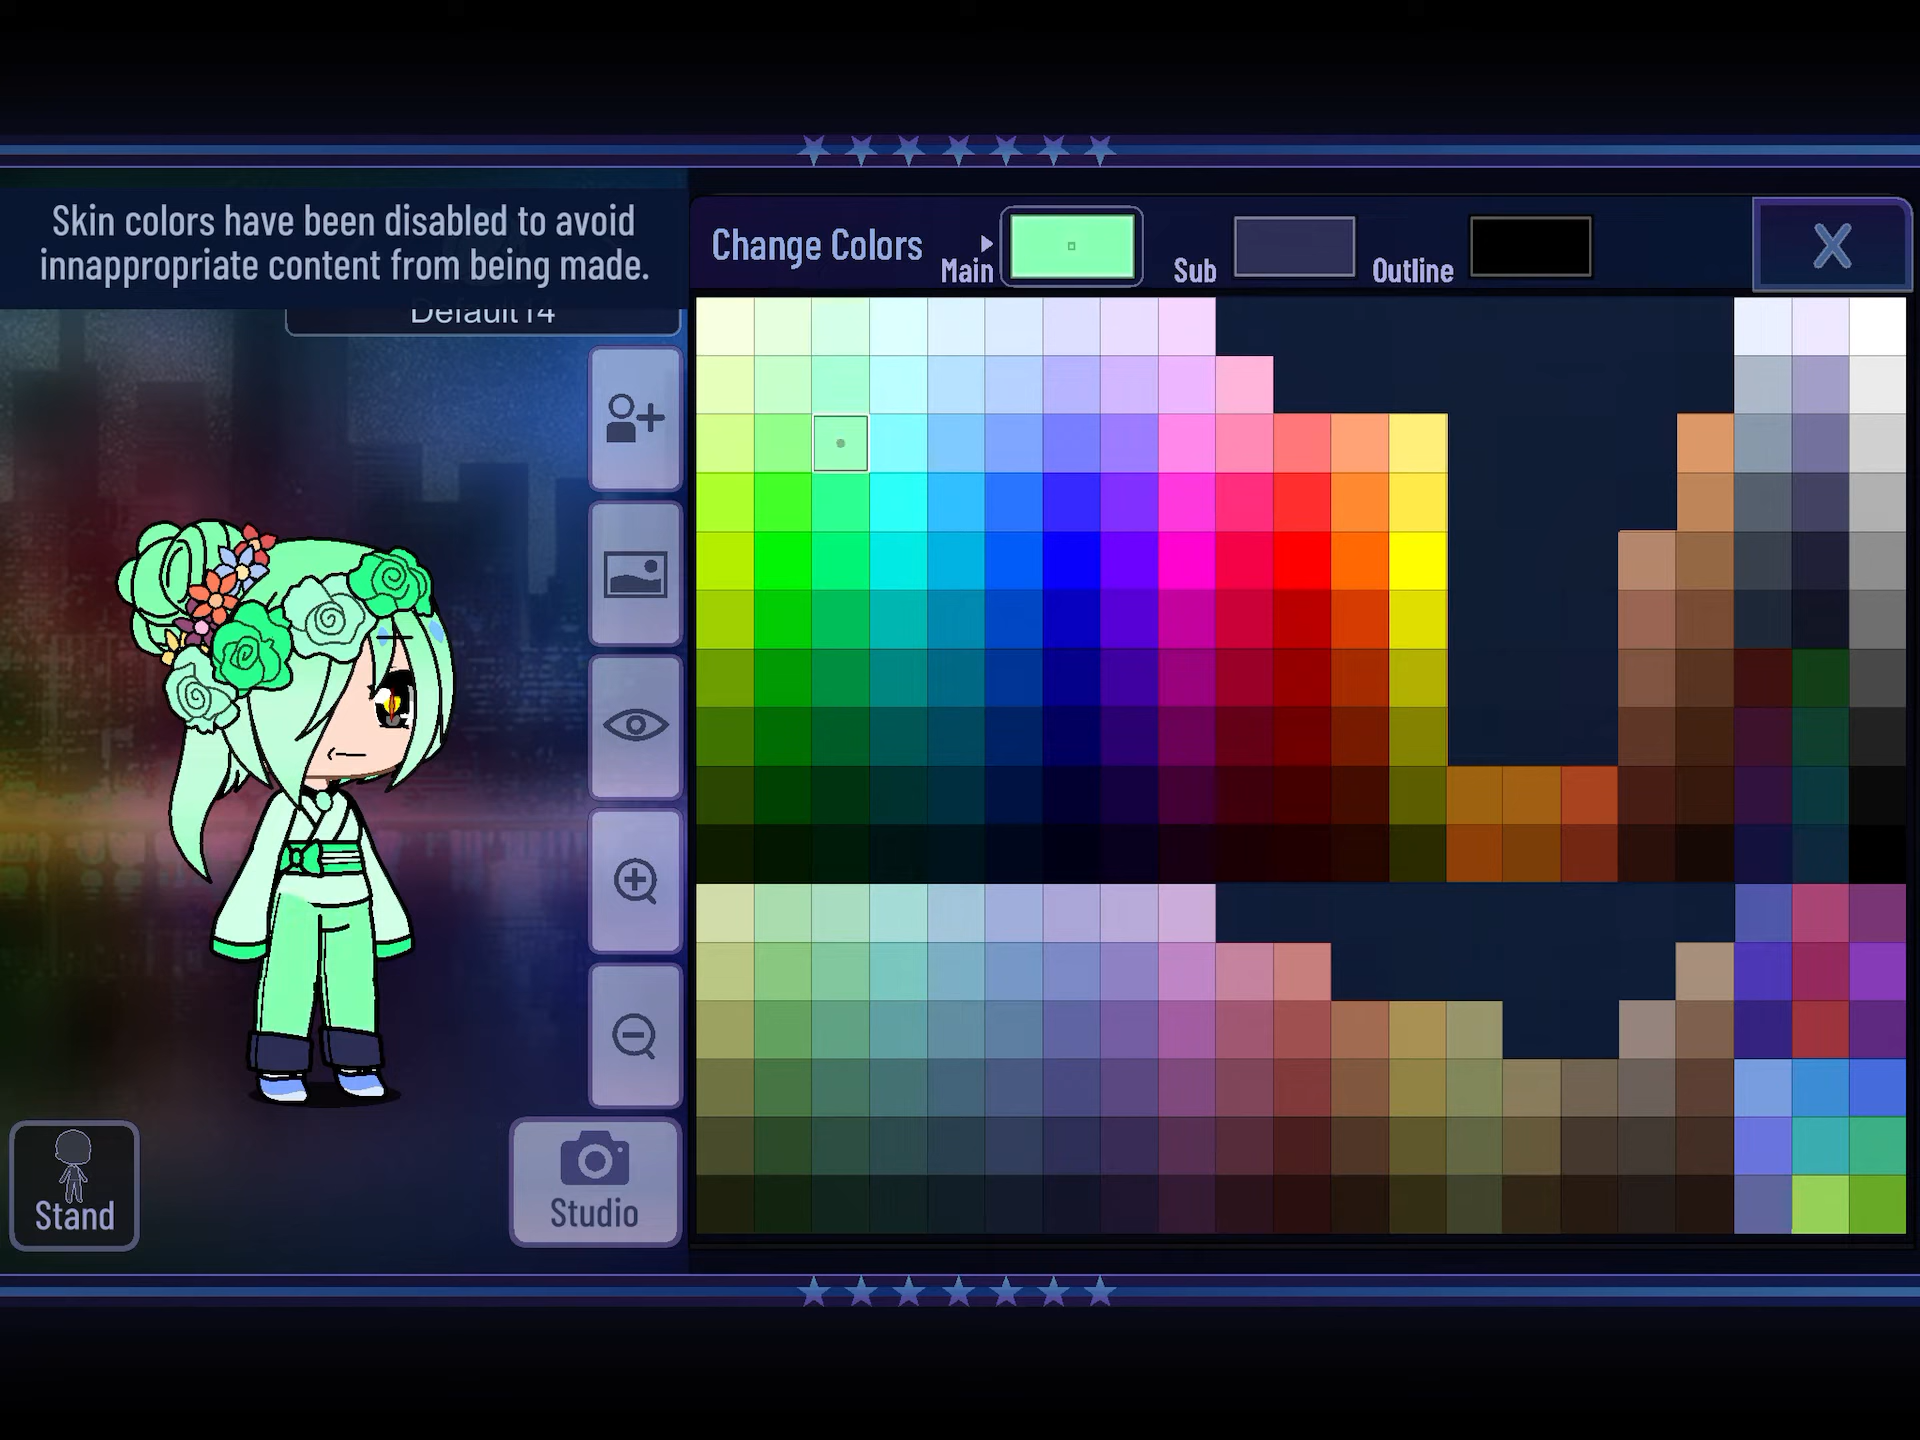 Skin colors have been disabled to avoid
innappropriate content from being made.
Default14
Change Colors
Main
Sub
Outline
X
Stand
Studio